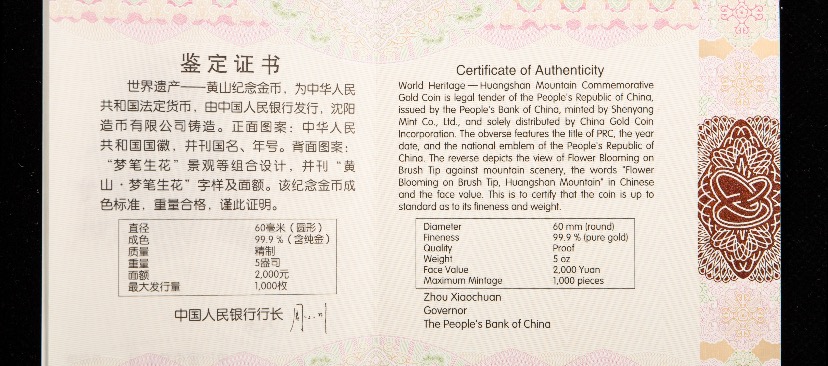 鉴定证书
世界遗产——黄山纪念金币，为中华人民
共和国法定货币，由中国人民银行发行，沈阳
造币有限公司铸造。正面图案：中华人民
共和国国徽，并刊国名、年号。背面图案：
“梦笔生花”景观等组合设计，并刊“黄
山·梦笔生花”字样及面额。该纪念金币成
色标准，重量合格，谨此证明。
直径 60毫米（圆形）
成色 99.9 %（含纯金）
质量 精制
重量 5盎司
面额 2,000元
最大发行量 1,000枚
中国人民银行行长
Certificate of Authenticity
World Heritage — Huangshan Mountain Commemorative
Gold Coin is legal tender of the People's Republic of China,
issued by the People's Bank of China, minted by Shenyang
Mint Co., Ltd., and solely distributed by China Gold Coin
Incorporation. The obverse features the title of PRC, the year
date, and the national emblem of the People's Republic of
China. The reverse depicts the view of Flower Blooming on
Brush Tip against mountain scenery, the words "Flower
Blooming on Brush Tip, Huangshan Mountain" in Chinese
and the face value. This is to certify that the coin is up to
standard as to its fineness and weight.
Diameter 60 mm (round)
Fineness 99.9 % (pure gold)
Quality Proof
Weight 5 oz
Face Value 2,000 Yuan
Maximum Mintage 1,000 pieces
Zhou Xiaochuan
Governor
The People's Bank of China